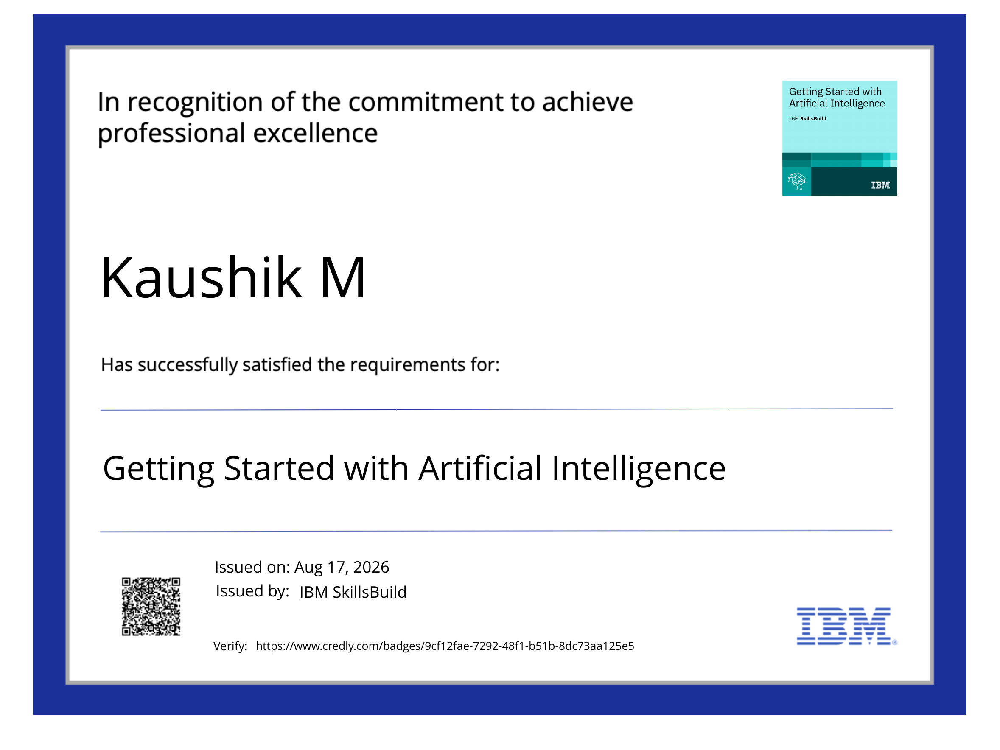 In recognition of the commitment to achieve
professional excellence
Getting Started with
Artificial Intelligence
IBM SkillsBuild
IBM
Kaushik M
Has successfully satisfied the requirements for:
Getting Started with Artificial Intelligence
Issued on: Aug 17, 2026
Issued by: IBM SkillsBuild
Verify: https://www.credly.com/badges/9cf12fae-7292-48f1-b51b-8dc73aa125e5
IBM®